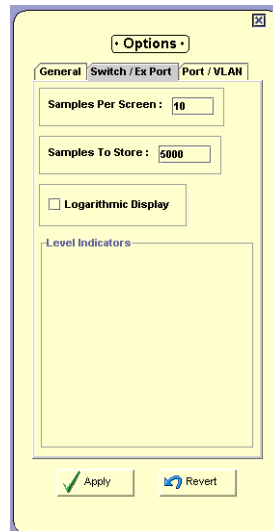 • Options •
General Switch / Ex Port Port / VLAN
Samples Per Screen : 10
Samples To Store : 5000
Logarithmic Display
Level Indicators
Apply Revert